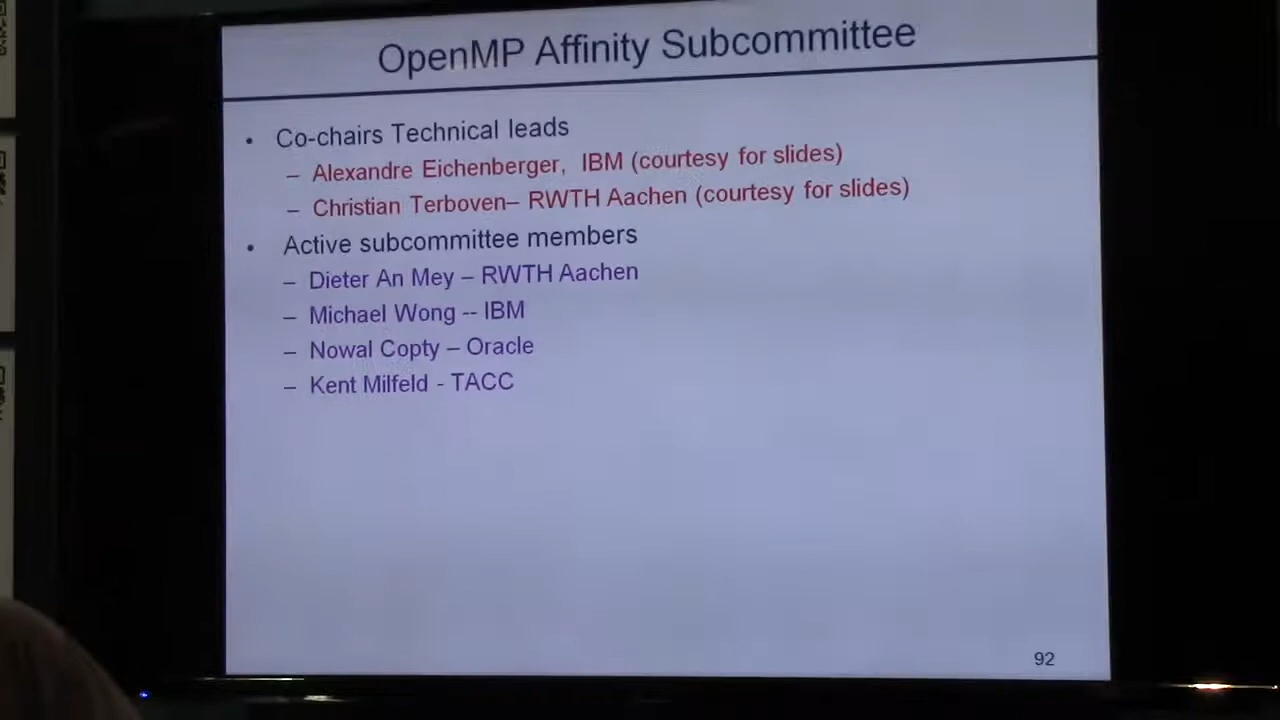 OpenMP Affinity Subcommittee
• Co-chairs Technical leads
– Alexandre Eichenberger, IBM (courtesy for slides)
– Christian Terboven– RWTH Aachen (courtesy for slides)
• Active subcommittee members
– Dieter An Mey – RWTH Aachen
– Michael Wong -- IBM
– Nowal Copty – Oracle
– Kent Milfeld - TACC
92